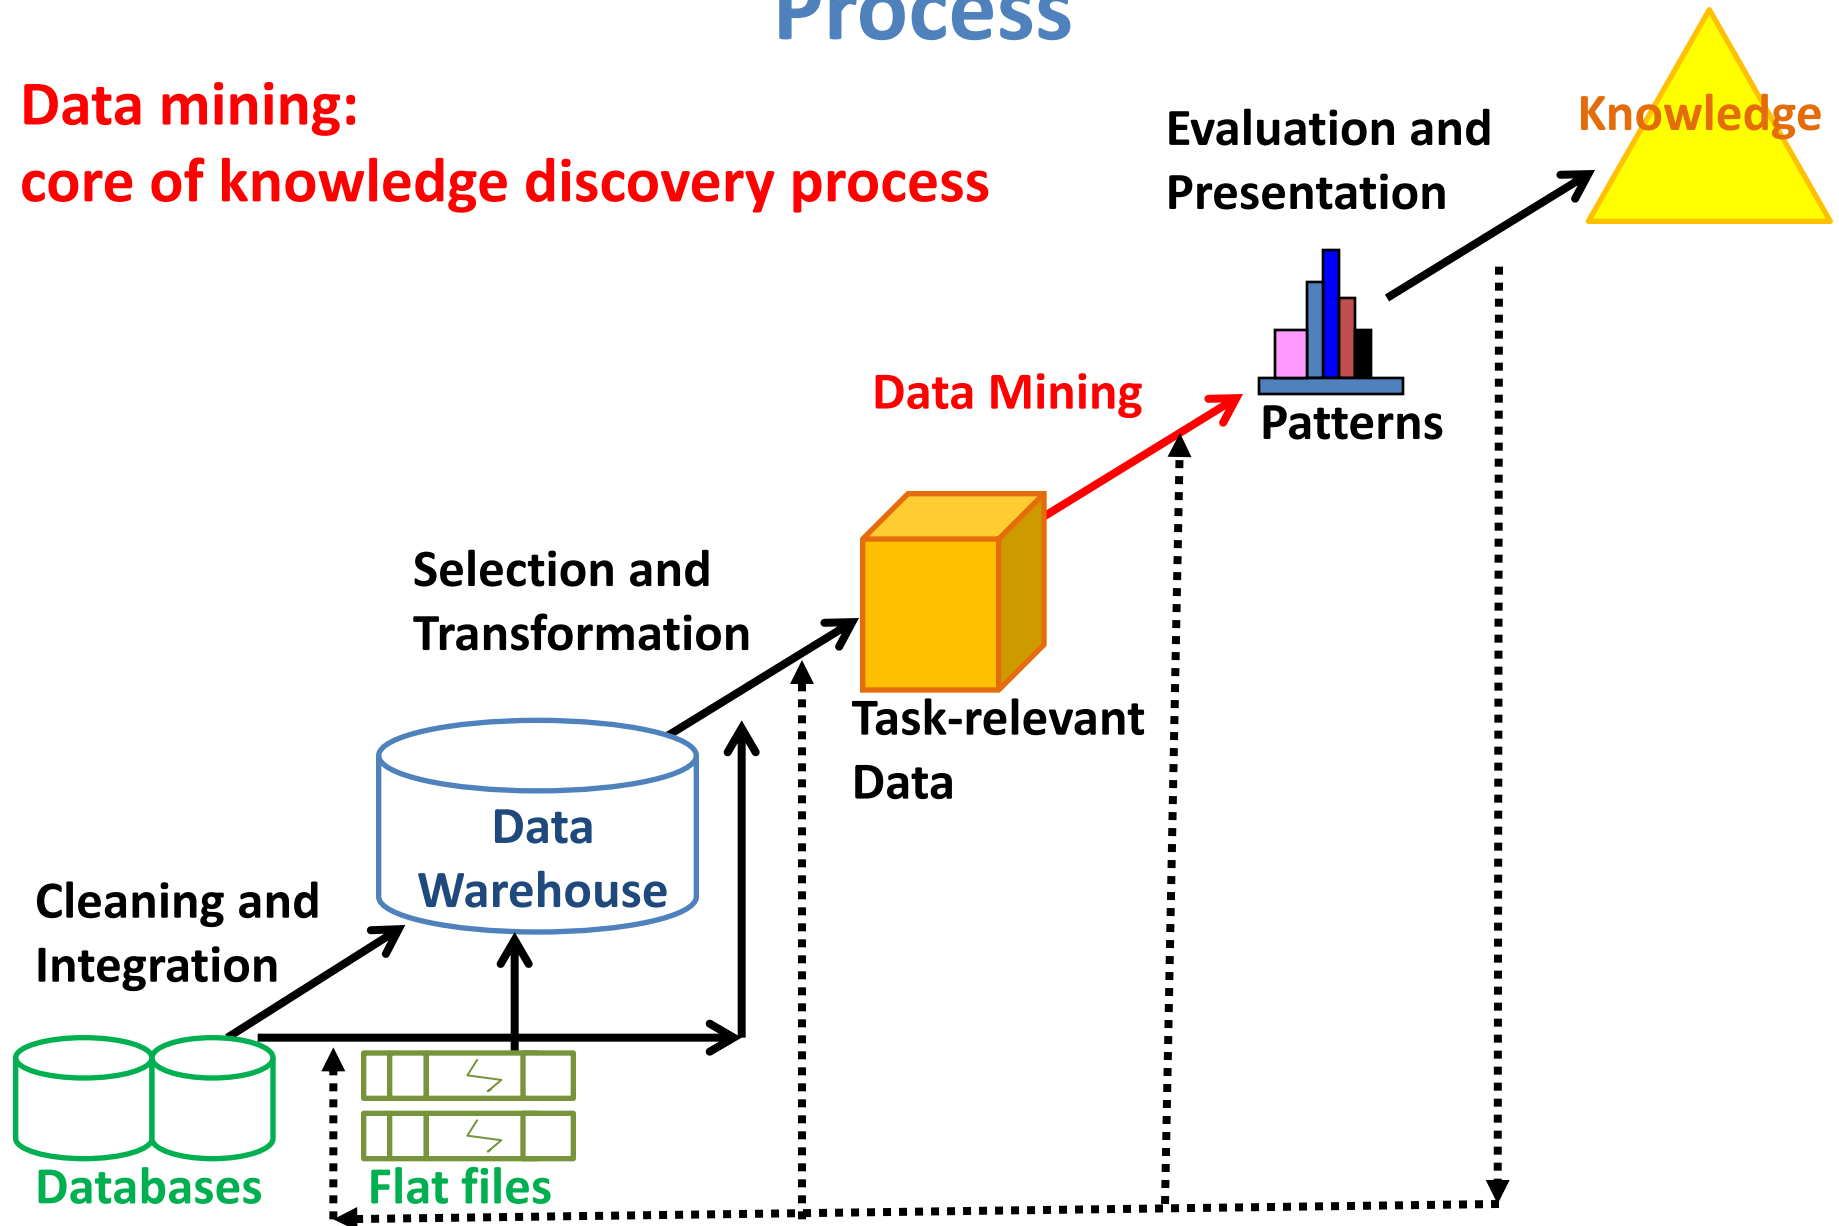 Process
Data mining:
core of knowledge discovery process
Knowledge
Evaluation and
Presentation
Data Mining
Patterns
Selection and
Transformation
Task-relevant
Data
Data
Warehouse
Cleaning and
Integration
Databases
Flat files